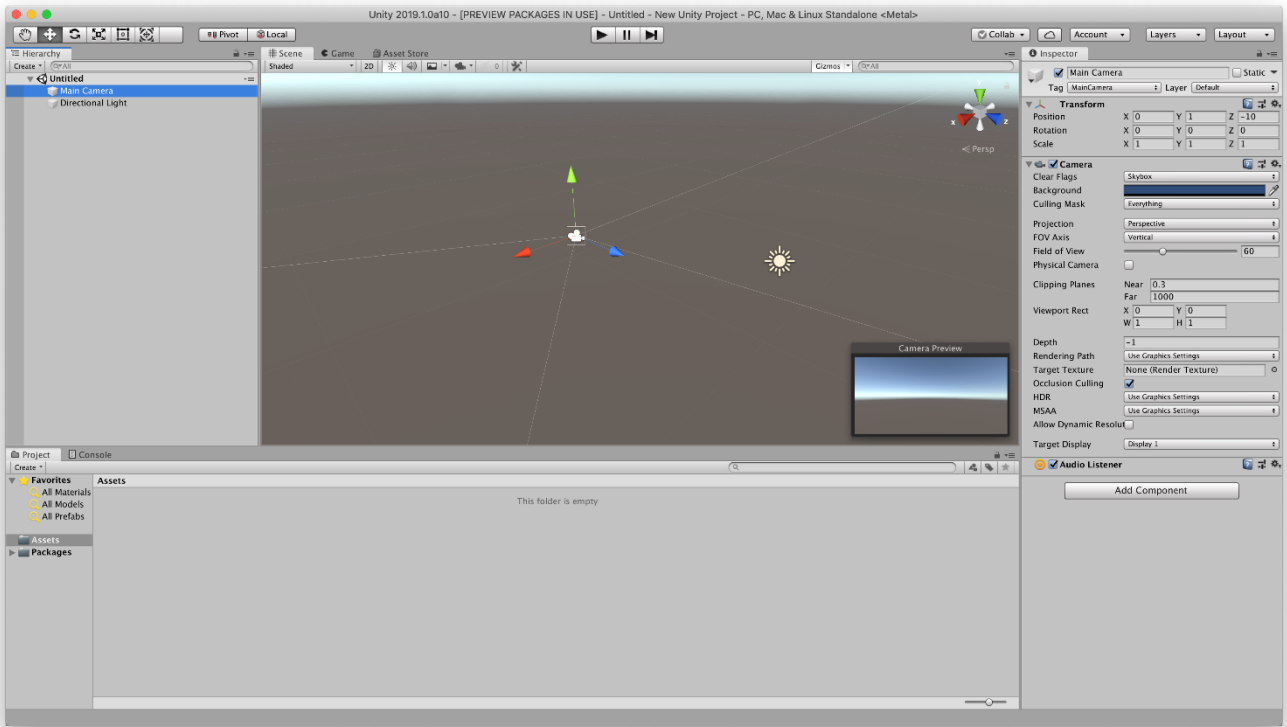 Unity 2019.1.0a10 - [PREVIEW PACKAGES IN USE] - Untitled - New Unity Project - PC, Mac & Linux Standalone <Metal>
Pivot Local Collab Account Layers Layout
Hierarchy
Create All
Untitled
Main Camera
Directional Light
Scene Game Asset Store
Shaded 2D 0 Gizmos All
y
x z
Persp
Camera Preview
Inspector
Main Camera Static
Tag MainCamera Layer Default
Transform
Position X 0 Y 1 Z -10
Rotation X 0 Y 0 Z 0
Scale X 1 Y 1 Z 1
Camera
Clear Flags Skybox
Background
Culling Mask Everything
Projection Perspective
FOV Axis Vertical
Field of View 60
Physical Camera
Clipping Planes Near 0.3
Far 1000
Viewport Rect X 0 Y 0
W 1 H 1
Depth -1
Rendering Path Use Graphics Settings
Target Texture None (Render Texture)
Occlusion Culling
HDR Use Graphics Settings
MSAA Use Graphics Settings
Allow Dynamic Resolut
Target Display Display 1
Audio Listener
Add Component
Project Console
Create
Favorites
All Materials
All Models
All Prefabs
Assets
Packages
Assets
This folder is empty